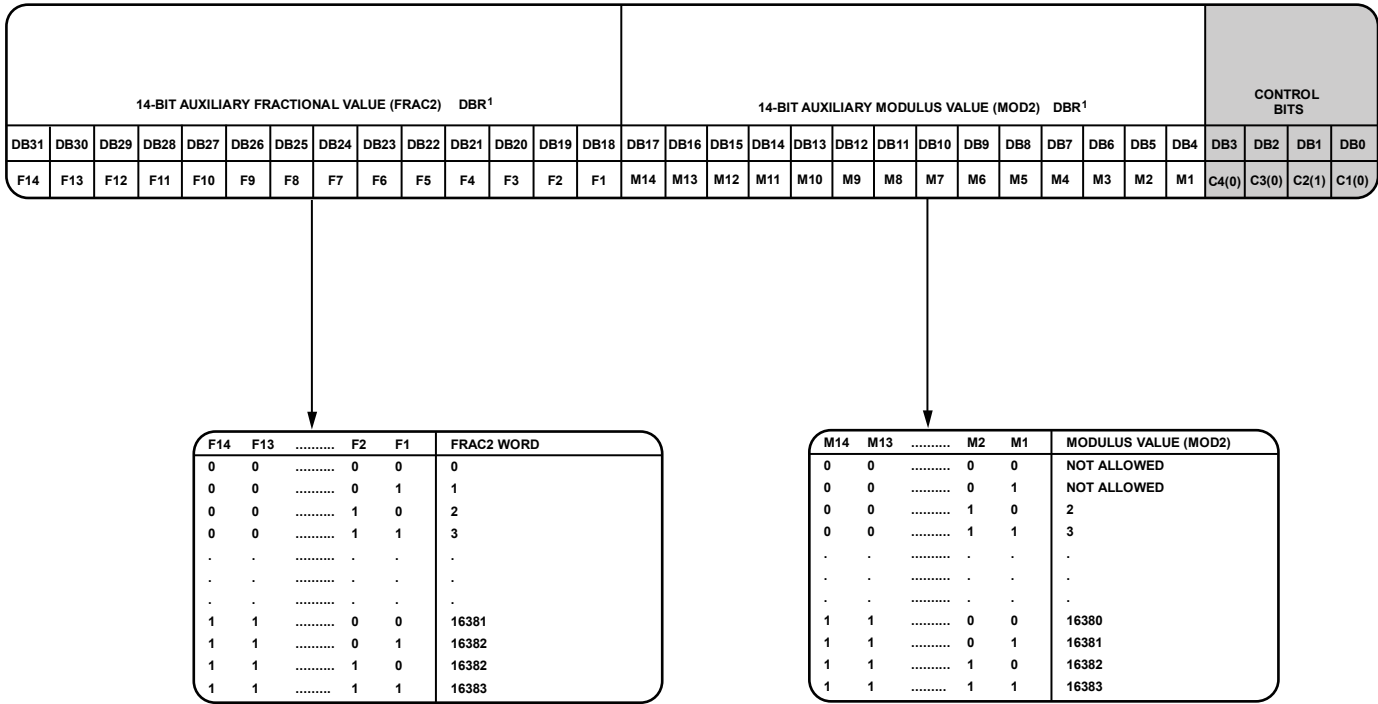 14-BIT AUXILIARY FRACTIONAL VALUE (FRAC2) DBR1
14-BIT AUXILIARY MODULUS VALUE (MOD2) DBR1
CONTROL
BITS
DB31 DB30 DB29 DB28 DB27 DB26 DB25 DB24 DB23 DB22 DB21 DB20 DB19 DB18 DB17 DB16 DB15 DB14 DB13 DB12 DB11 DB10 DB9 DB8 DB7 DB6 DB5 DB4 DB3 DB2 DB1 DB0
F14 F13 F12 F11 F10 F9 F8 F7 F6 F5 F4 F3 F2 F1 M14 M13 M12 M11 M10 M9 M8 M7 M6 M5 M4 M3 M2 M1 C4(0) C3(0) C2(1) C1(0)
F14 F13 .......... F2 F1 FRAC2 WORD
0 0 .......... 0 0 0
0 0 .......... 0 1 1
0 0 .......... 1 0 2
0 0 .......... 1 1 3
. . .......... . . .
. . .......... . . .
. . .......... . . .
1 1 .......... 0 0 16381
1 1 .......... 0 1 16382
1 1 .......... 1 0 16382
1 1 ......... 1 1 16383
M14 M13 .......... M2 M1 MODULUS VALUE (MOD2)
0 0 .......... 0 0 NOT ALLOWED
0 0 .......... 0 1 NOT ALLOWED
0 0 .......... 1 0 2
0 0 .......... 1 1 3
. . .......... . . .
. . .......... . . .
. . .......... . . .
1 1 .......... 0 0 16380
1 1 .......... 0 1 16381
1 1 .......... 1 0 16382
1 1 ......... 1 1 16383